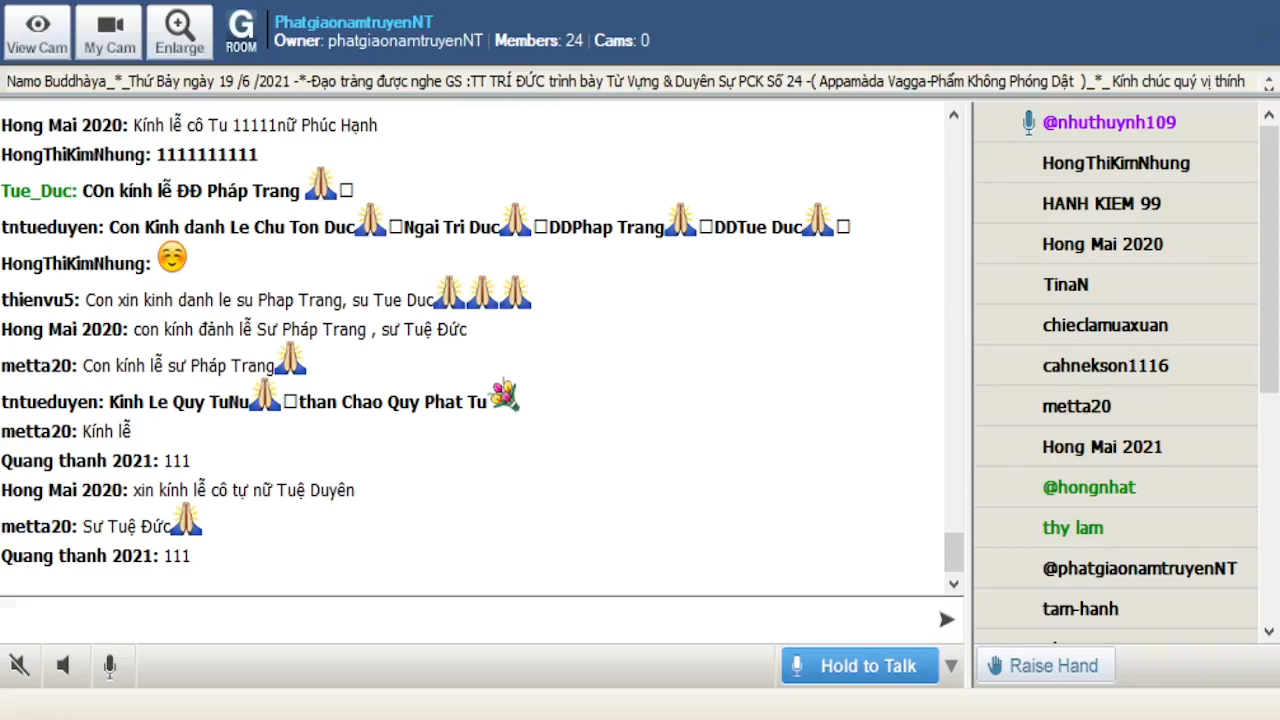 View Cam
My Cam
Enlarge
G
ROOM
PhatgiaonamtruyenNT
Owner: phatgiaonamtruyenNT | Members: 24 | Cams: 0
Namo Buddhàya_*_Thứ Bảy ngày 19 /6 /2021 -*-Đạo tràng được nghe GS :TT TRÍ ĐỨC trình bày Từ Vựng & Duyên Sự PCK Số 24 -( Appamàda Vagga-Phẩm Không Phóng Dật )_*_ Kính chúc quý vị thính
Hong Mai 2020: Kính lễ cô Tu 11111nữ Phúc Hạnh
HongThiKimNhung: 1111111111
Tue_Duc: COn kính lễ ĐĐ Pháp Trang
tntueduyen: Con Kinh danh Le Chu Ton Duc Ngai Tri Duc DDPhap Trang DDTue Duc
HongThiKimNhung:
thienvu5: Con xin kinh danh le su Phap Trang, su Tue Duc
Hong Mai 2020: con kính đảnh lễ Sư Pháp Trang , sư Tuệ Đức
metta20: Con kính lễ sư Pháp Trang
tntueduyen: Kinh Le Quy TuNu than Chao Quy Phat Tu
metta20: Kính lễ
Quang thanh 2021: 111
Hong Mai 2020: xin kính lễ cô tự nữ Tuệ Duyên
metta20: Sư Tuệ Đức
Quang thanh 2021: 111
@nhuthuynh109
HongThiKimNhung
HANH KIEM 99
Hong Mai 2020
TinaN
chieclamuaxuan
cahnekson1116
metta20
Hong Mai 2021
@hongnhat
thy lam
@phatgiaonamtruyenNT
tam-hanh
Hold to Talk
Raise Hand